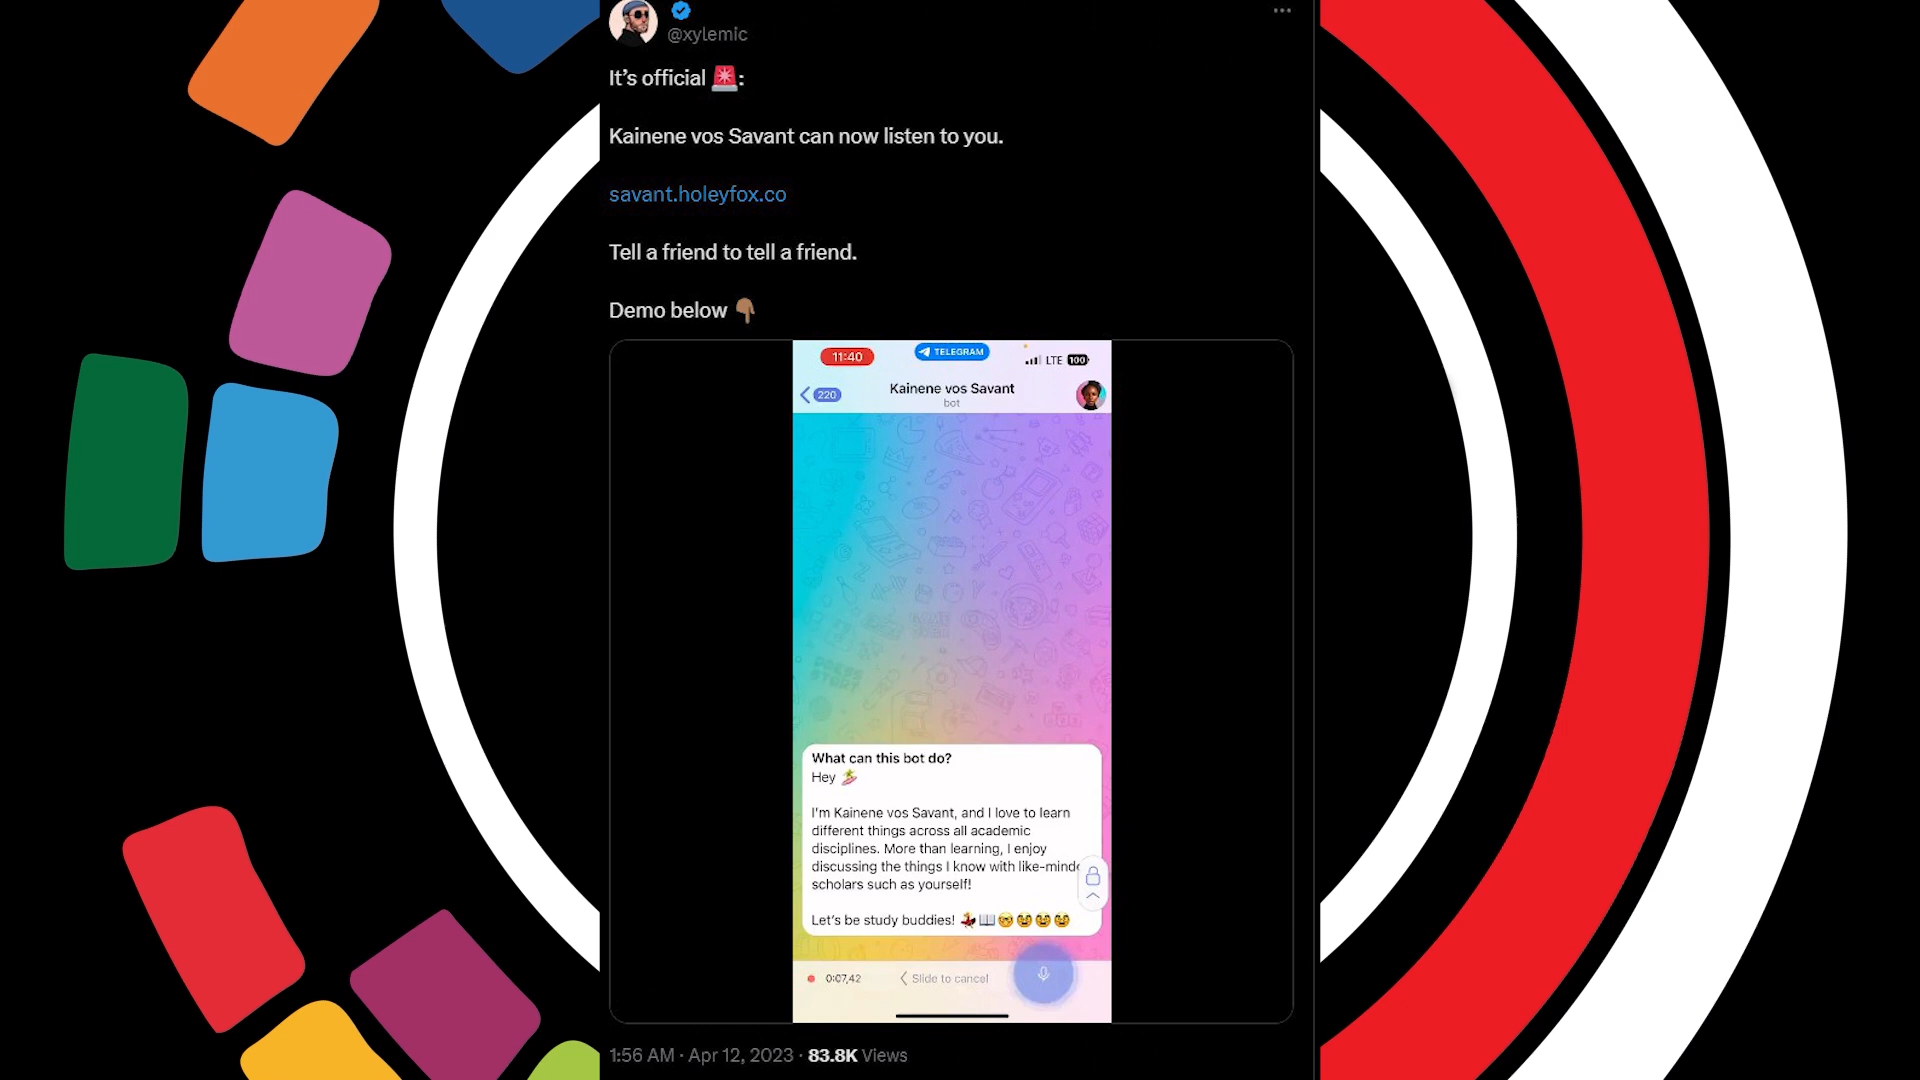 @xylemic
It’s official 🚨:
Kainene vos Savant can now listen to you.
savant.holeyfox.co
Tell a friend to tell a friend.
Demo below 👇🏽
11:40
TELEGRAM
LTE 100
220
Kainene vos Savant
bot
What can this bot do?
Hey 🏄
I'm Kainene vos Savant, and I love to learn
different things across all academic
disciplines. More than learning, I enjoy
discussing the things I know with like-minde
scholars such as yourself!
Let's be study buddies! 💃📖🤓🥸🥸🥸
0:07,42
Slide to cancel
1:56 AM · Apr 12, 2023 · 83.8K Views